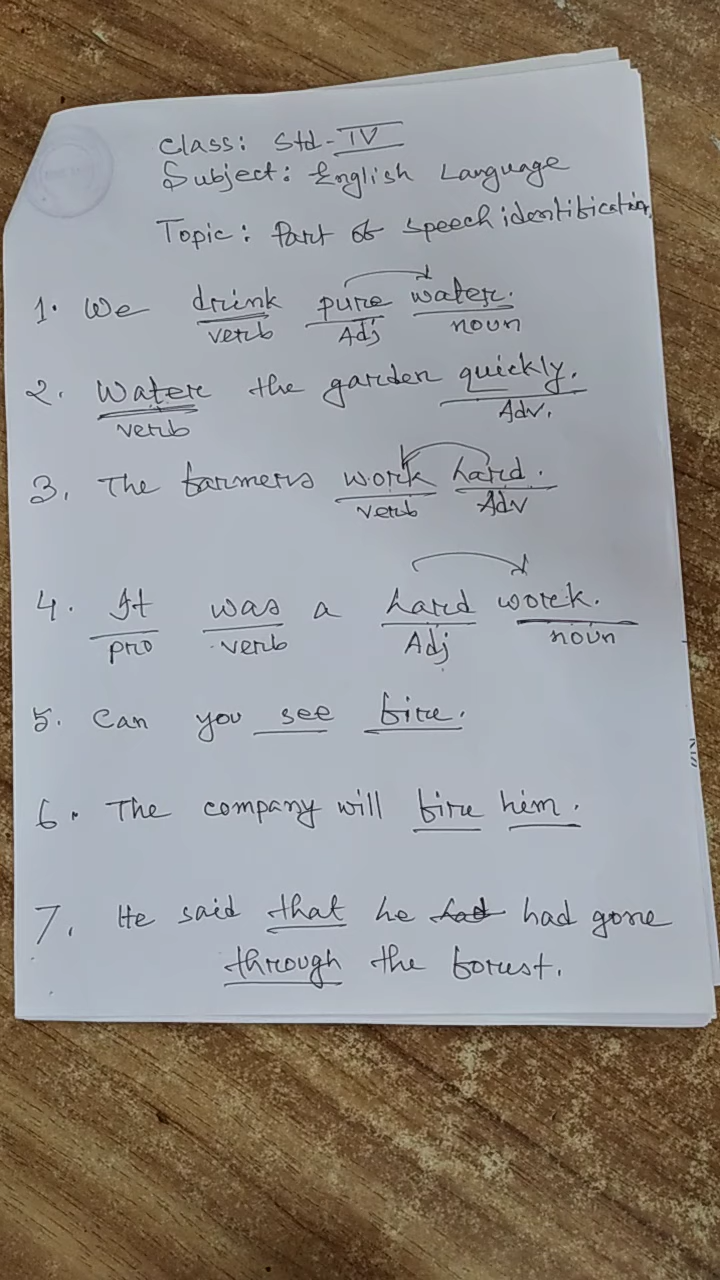 Class: Std-IV
Subject: English Language
Topic: Part of speech identification
1. We drink pure water.
verb Adj noun
2. Water the garden quickly.
verb Adv.
3. The farmers work hard.
verb Adv
4. It was a hard work.
pro verb Adj noun
5. Can you see fire.
6. The company will fire him.
7. He said that he had had gone
through the forest.